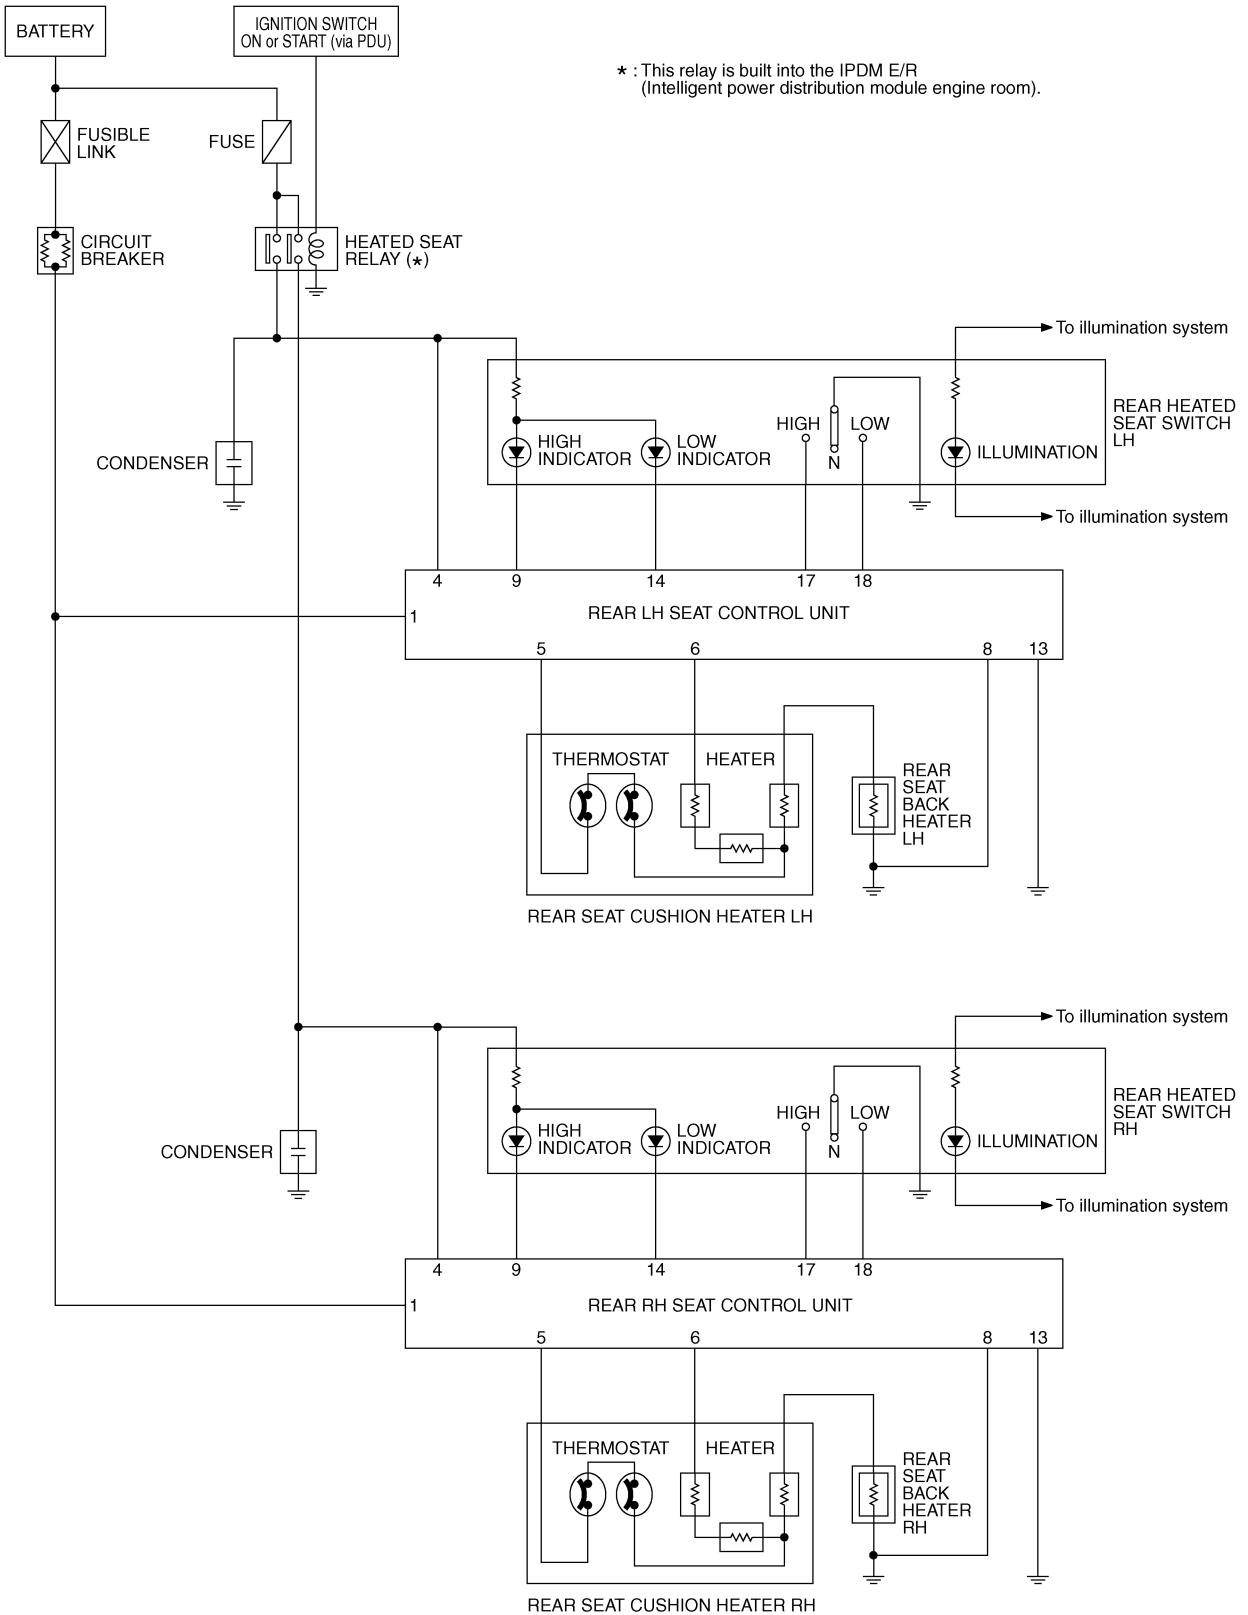 BATTERY
IGNITION SWITCH
ON or START (via PDU)
* : This relay is built into the IPDM E/R
(Intelligent power distribution module engine room).
FUSIBLE
LINK
FUSE
CIRCUIT
BREAKER
HEATED SEAT
RELAY (*)
To illumination system
REAR HEATED
SEAT SWITCH
LH
HIGH
INDICATOR
LOW
INDICATOR
HIGH
N
LOW
ILLUMINATION
CONDENSER
To illumination system
4
9
14
17
18
1
REAR LH SEAT CONTROL UNIT
5
6
8
13
THERMOSTAT
HEATER
REAR
SEAT
BACK
HEATER
LH
REAR SEAT CUSHION HEATER LH
To illumination system
REAR HEATED
SEAT SWITCH
RH
HIGH
INDICATOR
LOW
INDICATOR
HIGH
N
LOW
ILLUMINATION
CONDENSER
To illumination system
4
9
14
17
18
1
REAR RH SEAT CONTROL UNIT
5
6
8
13
THERMOSTAT
HEATER
REAR
SEAT
BACK
HEATER
RH
REAR SEAT CUSHION HEATER RH